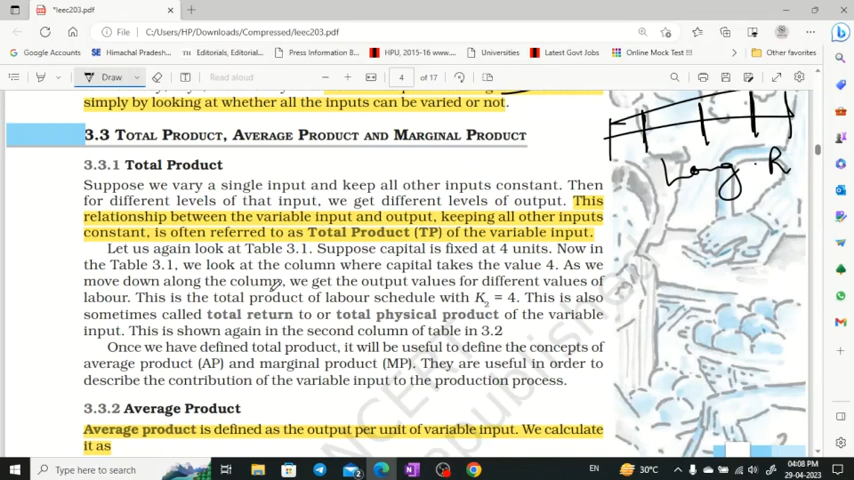 *leec203.pdf
C:/Users/HP/Downloads/Compressed/leec203.pdf
Google Courses
Himachal Pradesh
Editorials, Editorial...
Press Information B...
HPU, 2015-16 www....
Universities
Latest Govt Jobs
Online Mock Test !!!
Other favorites
Draw
Read aloud
4 of 17
simply by looking at whether all the inputs can be varied or not.
3.3 TOTAL PRODUCT, AVERAGE PRODUCT AND MARGINAL PRODUCT
Long. R
3.3.1 Total Product
Suppose we vary a single input and keep all other inputs constant. Then
for different levels of that input, we get different levels of output. This
relationship between the variable input and output, keeping all other inputs
constant, is often referred to as Total Product (TP) of the variable input.
Let us again look at Table 3.1. Suppose capital is fixed at 4 units. Now in
the Table 3.1, we look at the column where capital takes the value 4. As we
move down along the column, we get the output values for different values of
labour. This is the total product of labour schedule with K2 = 4. This is also
sometimes called total return to or total physical product of the variable
input. This is shown again in the second column of table in 3.2
Once we have defined total product, it will be useful to define the concepts of
average product (AP) and marginal product (MP). They are useful in order to
describe the contribution of the variable input to the production process.
3.3.2 Average Product
Average product is defined as the output per unit of variable input. We calculate
it as
NCERT
republished
Type here to search
2
EN
30°C
04:08 PM
29-04-2023